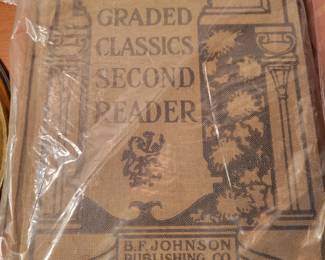 GRADED
CLASSICS
SECOND
READER
B.F. JOHNSON
PUBLISHING CO.